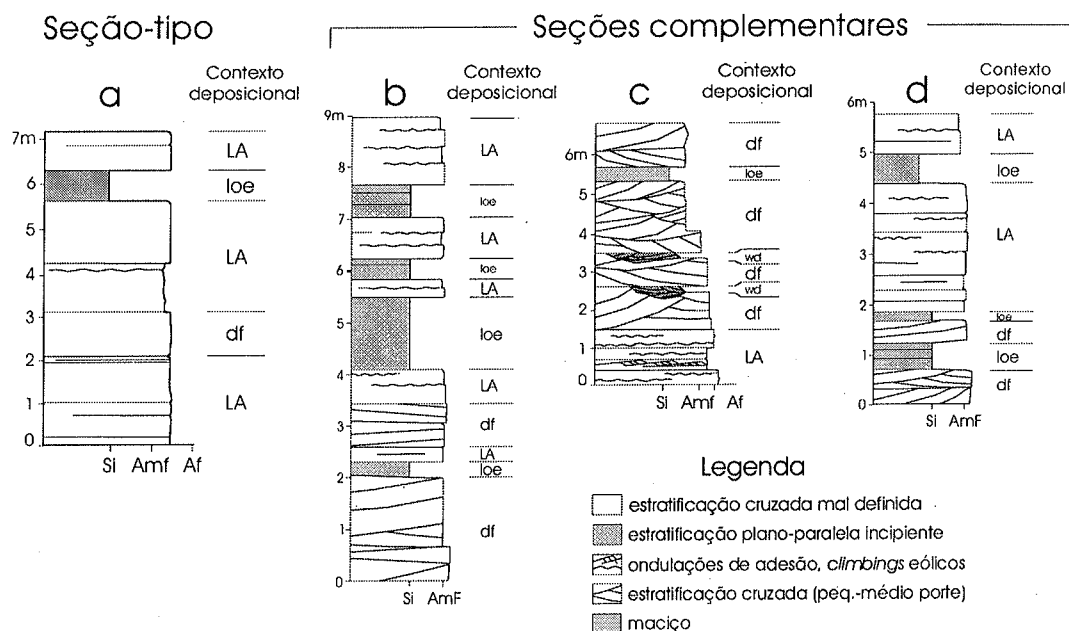 Seção-tipo
Seções complementares
a
Contexto
deposicional
7m
6
5
4
3
2
1
0
LA
loe
LA
df
LA
Si Amf Af
b
Contexto
deposicional
9m
8
7
6
5
4
3
2
1
0
LA
loe
LA
loe
LA
loe
LA
df
LA
loe
df
Si AmF
c
Contexto
deposicional
6m
5
4
3
2
1
0
df
loe
df
wd
df
wd
df
LA
Si Amf Af
d
Contexto
deposicional
6m
5
4
3
2
1
0
LA
loe
LA
loe
df
loe
df
Si AmF
Legenda
estratificação cruzada mal definida
estratificação plano-paralela incipiente
ondulações de adesão, climbings eólicos
estratificação cruzada (peq.-médio porte)
maciço